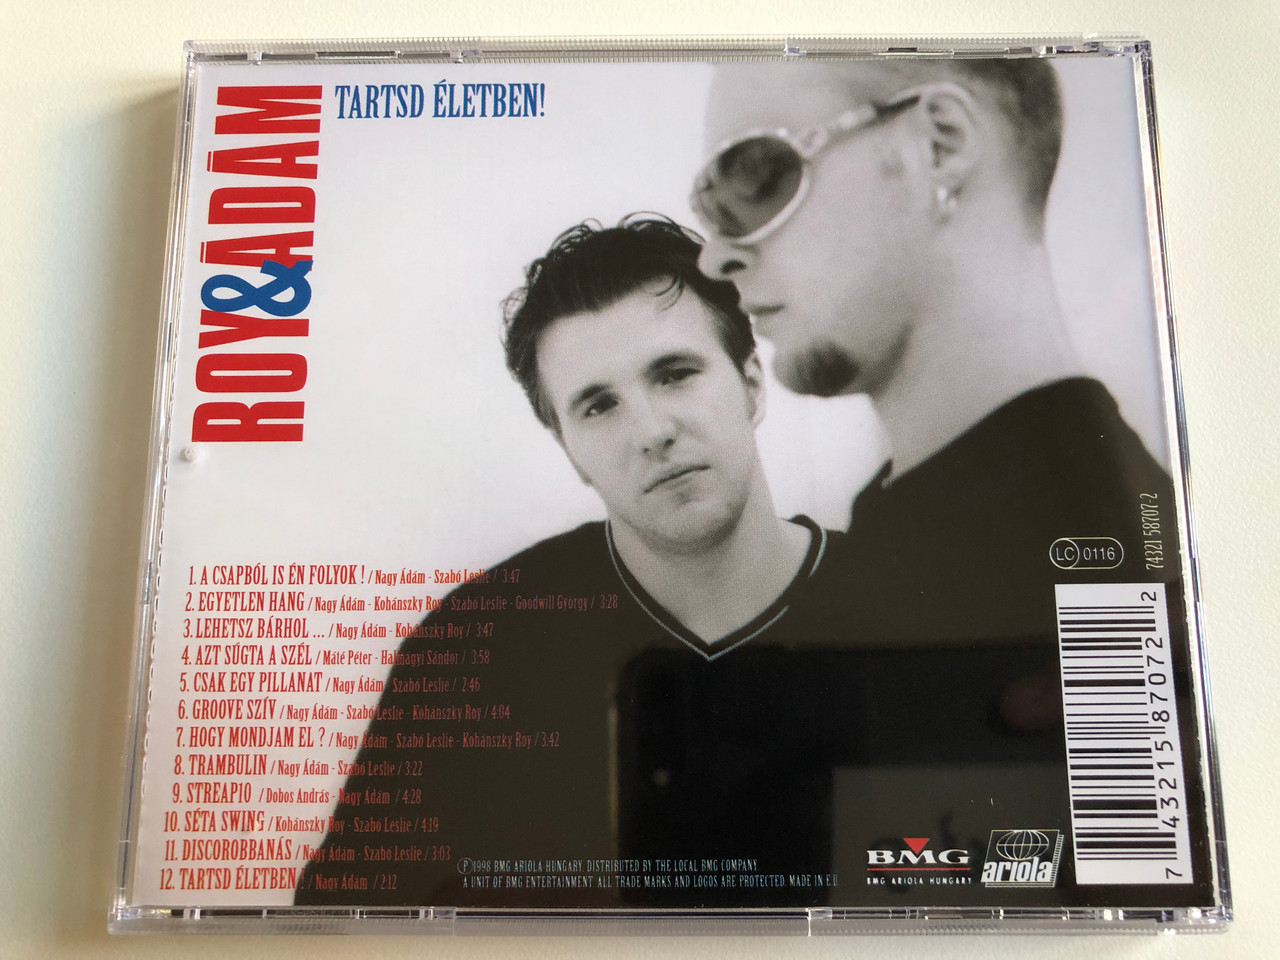 ROY&ÁDÁM
TARTSD ÉLETBEN!
1. A CSAPBÓL IS ÉN FOLYOK ! / Nagy Ádám - Szabó Leslie / 3:47
2. EGYETLEN HANG / Nagy Ádám - Kohánszky Roy - Szabó Leslie - Goodwill György / 3:28
3. LEHETSZ BÁRHOL ... / Nagy Ádám - Kohánszky Roy / 3:47
4. AZT SÚGTA A SZÉL / Máté Péter - Halmágyi Sándor / 3:58
5. CSAK EGY PILLANAT / Nagy Ádám - Szabó Leslie / 2:46
6. GROOVE SZÍV / Nagy Ádám - Szabó Leslie - Kohánszky Roy / 4:04
7. HOGY MONDJAM EL ? / Nagy Ádám - Szabó Leslie - Kohánszky Roy / 3:42
8. TRAMBULIN / Nagy Ádám - Szabó Leslie / 3:22
9. STREAP10 / Dobos András - Nagy Ádám / 4:28
10. SÉTA SWING / Kohánszky Roy - Szabó Leslie / 4:19
11. DISCOROBBANÁS / Nagy Ádám - Szabó Leslie / 3:03
12. TARTSD ÉLETBEN ! / Nagy Ádám / 2:12
℗1998 BMG ARIOLA HUNGARY. DISTRIBUTED BY THE LOCAL BMG COMPANY.
A UNIT OF BMG ENTERTAINMENT. ALL TRADE MARKS AND LOGOS ARE PROTECTED. MADE IN E.U.
BMG
BMG ARIOLA HUNGARY
ariola
LC 0116
74321 58707-2
7 43215 87072 2